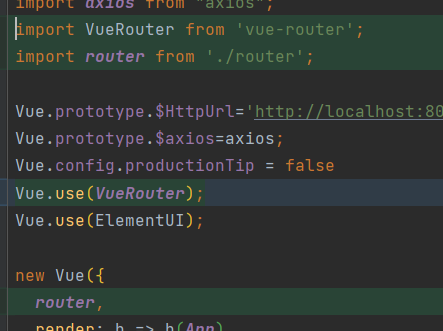 import axios from "axios";
import VueRouter from 'vue-router';
import router from './router';
Vue.prototype.$HttpUrl='http://localhost:80
Vue.prototype.$axios=axios;
Vue.config.productionTip = false
Vue.use(VueRouter);
Vue.use(ElementUI);
new Vue({
router,
render: h => h(App)